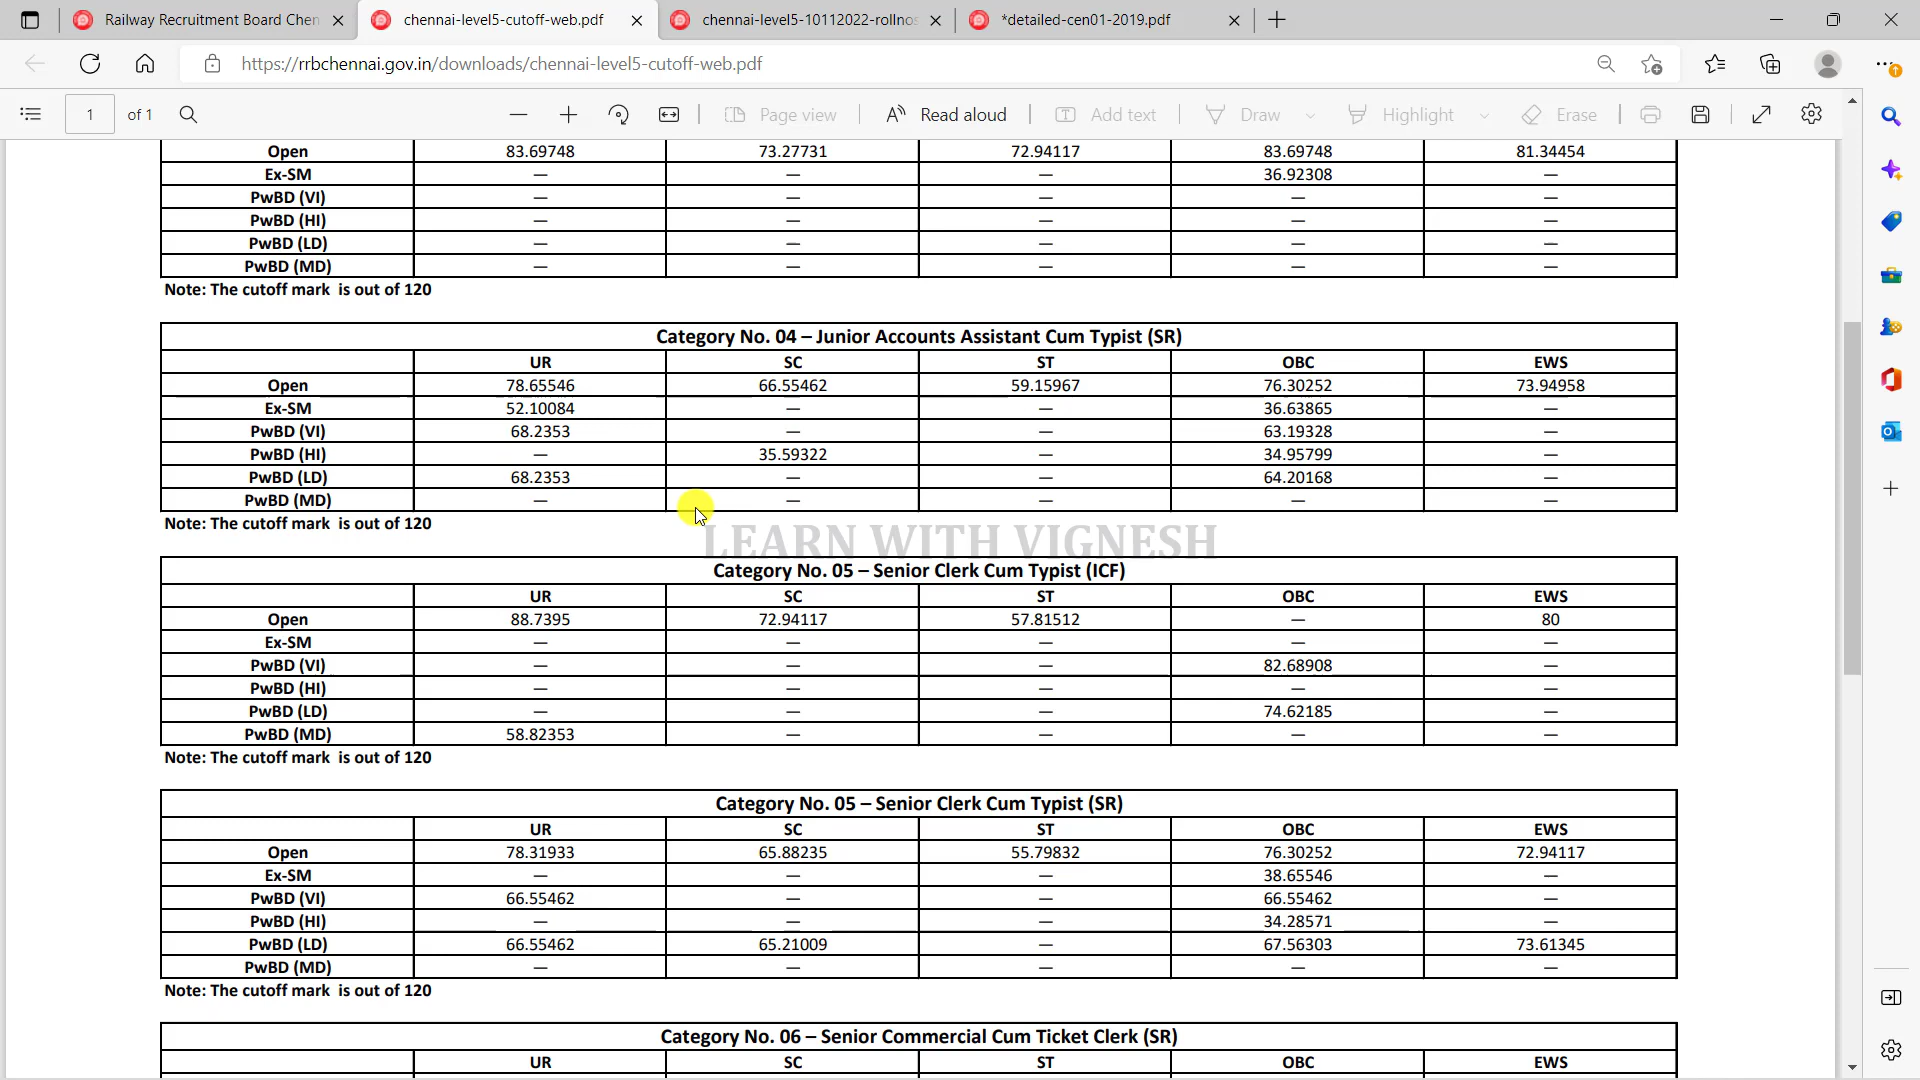 Railway Recruitment Board Chen
chennai-level5-cutoff-web.pdf
chennai-level5-10112022-rollnos
*detailed-cen01-2019.pdf
https://rrbchennai.gov.in/downloads/chennai-level5-cutoff-web.pdf
1 of 1 Page view Read aloud Add text Draw Highlight Erase
Open 83.69748 73.27731 72.94117 83.69748 81.34454
Ex-SM — — — 36.92308 —
PwBD (VI) — — — — —
PwBD (HI) — — — — —
PwBD (LD) — — — — —
PwBD (MD) — — — — —
Note: The cutoff mark is out of 120
Category No. 04 – Junior Accounts Assistant Cum Typist (SR)
UR SC ST OBC EWS
Open 78.65546 66.55462 59.15967 76.30252 73.94958
Ex-SM 52.10084 — — 36.63865 —
PwBD (VI) 68.2353 — — 63.19328 —
PwBD (HI) — 35.59322 — 34.95799 —
PwBD (LD) 68.2353 — — 64.20168 —
PwBD (MD) — — — — —
Note: The cutoff mark is out of 120
LEARN WITH VIGNESH
Category No. 05 – Senior Clerk Cum Typist (ICF)
UR SC ST OBC EWS
Open 88.7395 72.94117 57.81512 — 80
Ex-SM — — — — —
PwBD (VI) — — — 82.68908 —
PwBD (HI) — — — — —
PwBD (LD) — — — 74.62185 —
PwBD (MD) 58.82353 — — — —
Note: The cutoff mark is out of 120
Category No. 05 – Senior Clerk Cum Typist (SR)
UR SC ST OBC EWS
Open 78.31933 65.88235 55.79832 76.30252 72.94117
Ex-SM — — — 38.65546 —
PwBD (VI) 66.55462 — — 66.55462 —
PwBD (HI) — — — 34.28571 —
PwBD (LD) 66.55462 65.21009 — 67.56303 73.61345
PwBD (MD) — — — — —
Note: The cutoff mark is out of 120
Category No. 06 – Senior Commercial Cum Ticket Clerk (SR)
UR SC ST OBC EWS